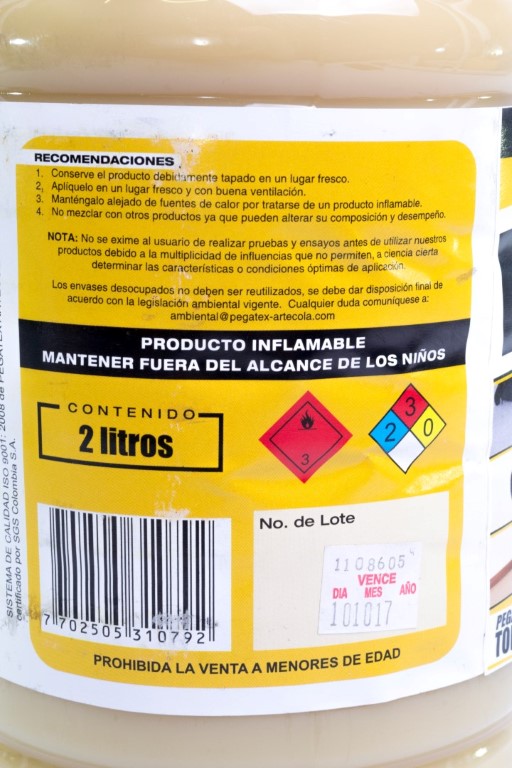 RECOMENDACIONES
1. Conserve el producto debidamente tapado en un lugar fresco.
2, Aplíquelo en un lugar fresco y con buena ventilación.
3. Manténgalo alejado de fuentes de calor por tratarse de un producto inflamable.
4. No mezclar con otros productos ya que pueden alterar su composición y desempeño.
NOTA: No se exime al usuario de realizar pruebas y ensayos antes de utilizar nuestros
productos debido a la multiplicidad de influencias que no permiten, a ciencia cierta
determinar las características o condiciones óptimas de aplicación.
Los envases desocupados no deben ser reutilizados, se debe dar disposición final de
acuerdo con la legislación ambiental vigente. Cualquier duda comuníquese a:
ambiental@pegatex-artecola.com
PRODUCTO INFLAMABLE
MANTENER FUERA DEL ALCANCE DE LOS NIÑOS
CONTENIDO
2 litros
3
3
2 0
No. de Lote
1108605
VENCE
DIA MES AÑO
101017
7 702505 310792
PROHIBIDA LA VENTA A MENORES DE EDAD
SISTEMA DE CALIDAD ISO 9001: 2008 de
certificado por SGS Colombia S.A.